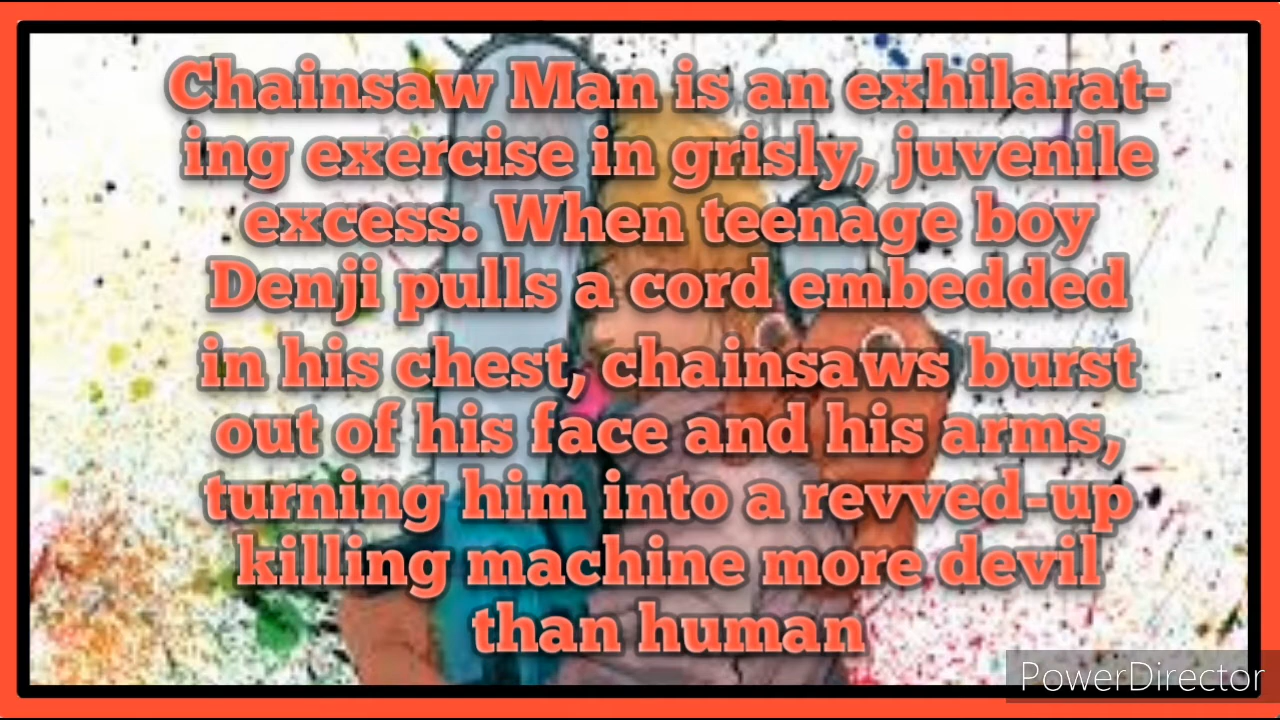 Chainsaw Man is an exhilarat-
ing exercise in grisly, juvenile
excess. When teenage boy
Denji pulls a cord embedded
in his chest, chainsaws burst
out of his face and his arms,
turning him into a revved-up
killing machine more devil
than human
PowerDirector